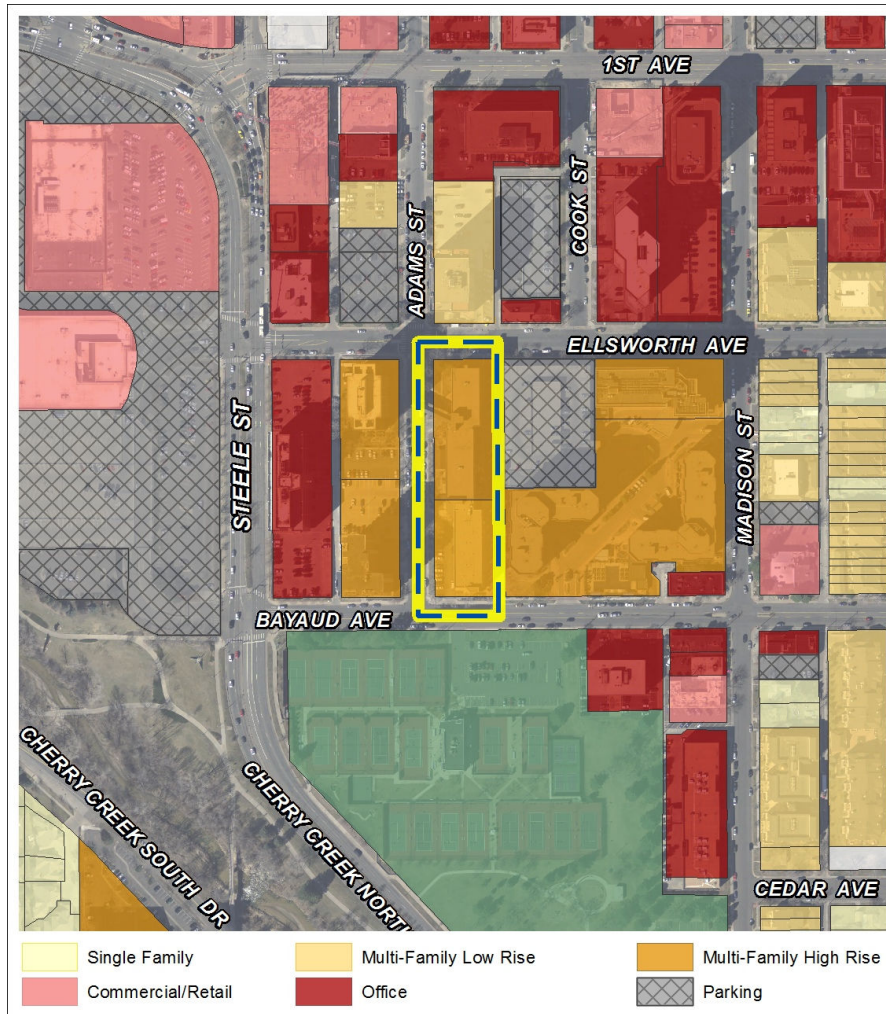 1ST AVE
COOK ST
ADAMS ST
ELLSWORTH AVE
STEELE ST
MADISON ST
BAYAUD AVE
CHERRY CREEK SOUTH DR
CHERRY CREEK NORTH
CEDAR AVE
Single Family
Multi-Family Low Rise
Multi-Family High Rise
Commercial/Retail
Office
Parking